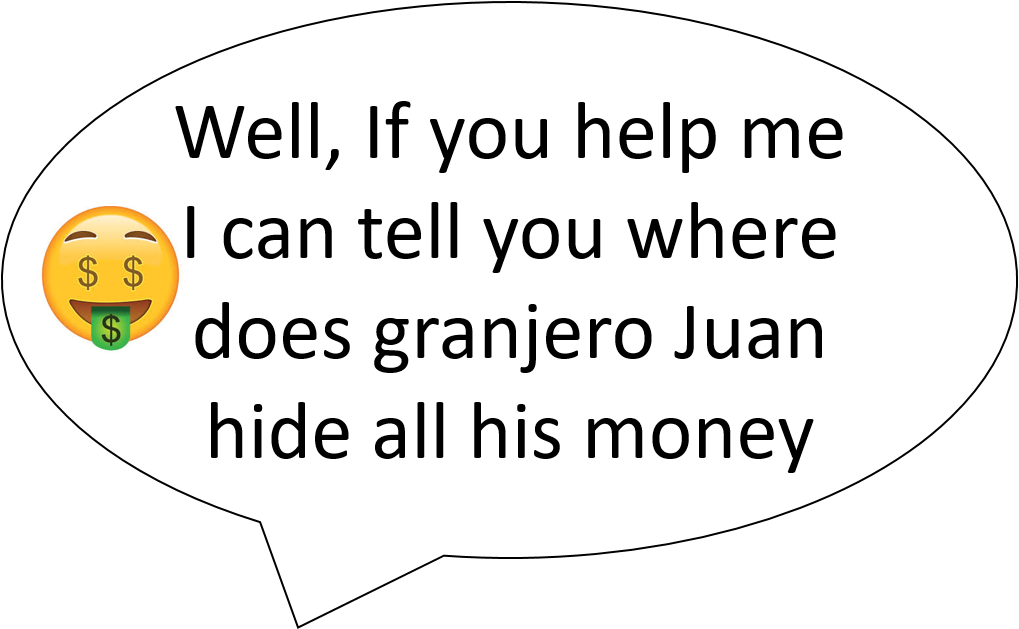 Well, If you help me
I can tell you where
does granjero Juan
hide all his money
$ $
$